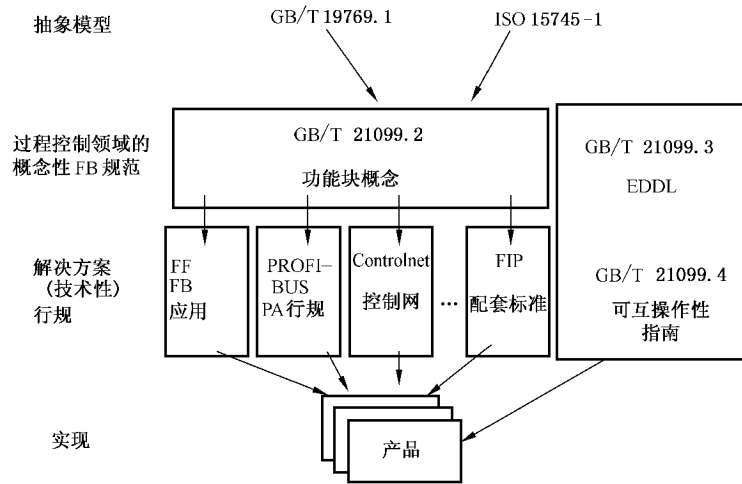 抽象模型
GB/T 19769.1
ISO 15745-1
过程控制领域的
概念性 FB 规范
GB/T 21099.2
功能块概念
GB/T 21099.3
EDDL
解决方案
(技术性)
行规
FF
FB
应用
PROFI-
BUS
PA行规
Controlnet
控制网
…
FIP
配套标准
GB/T 21099.4
可互操作性
指南
实现
产品